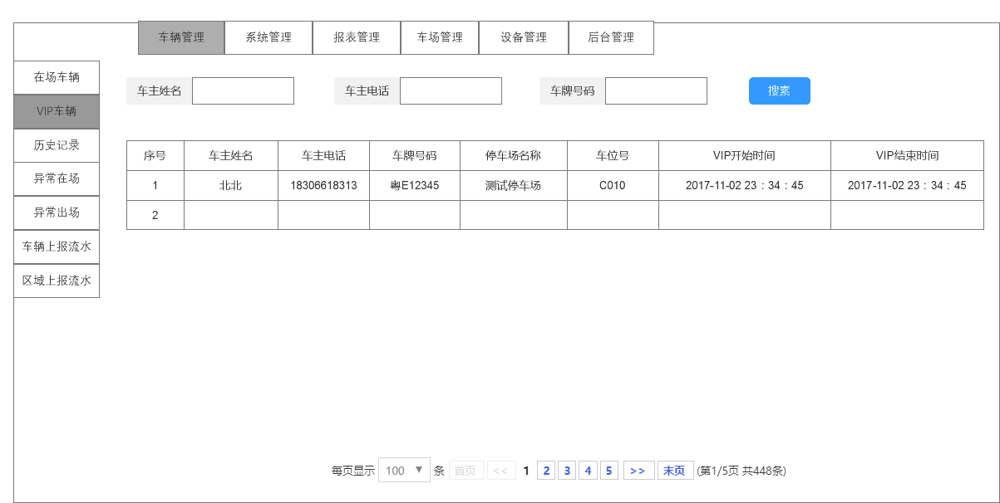 车辆管理 系统管理 报表管理 车场管理 设备管理 后台管理
在场车辆
VIP车辆
历史记录
异常在场
异常出场
车辆上报流水
区域上报流水
车主姓名 车主电话 车牌号码 搜素
序号 车主姓名 车主电话 车牌号码 停车场名称 车位号 VIP开始时间 VIP结束时间
1 北北 18306618313 粤E12345 测试停车场 C010 2017-11-02 23：34：45 2017-11-02 23：34：45
2
每页显示 100 ▼ 条 首页 << 1 2 3 4 5 >> 末页 (第1/5页 共448条)